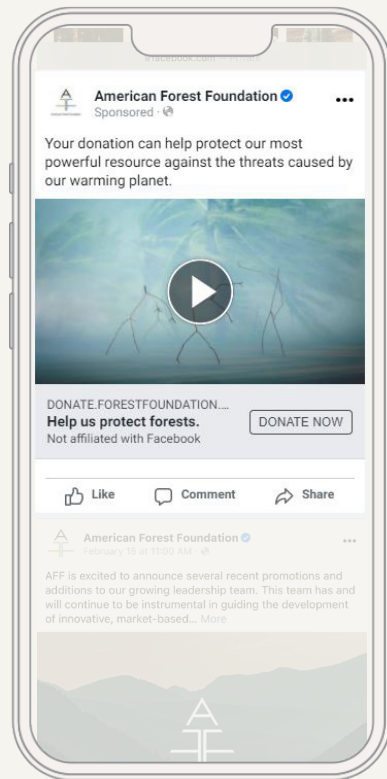 American Forest Foundation
Sponsored ·
Your donation can help protect our most
powerful resource against the threats caused by
our warming planet.
DONATE.FORESTFOUNDATION....
Help us protect forests.
DONATE NOW
Not affiliated with Facebook
Like
Comment
Share
American Forest Foundation
February 15 at 11:00 AM ·
AFF is excited to announce several recent promotions and
additions to our growing leadership team. This team has and
will continue to be instrumental in guiding the development
of innovative, market-based... More